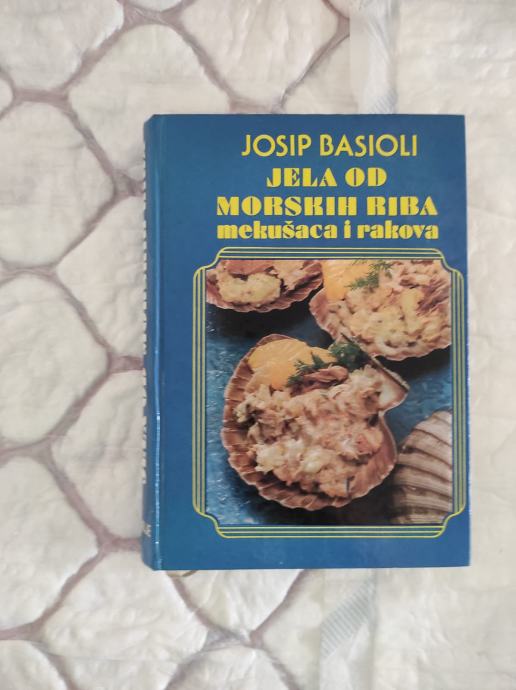 JOSIP BASIOLI
JELA OD
MORSKIH RIBA
mekušaca i rakova